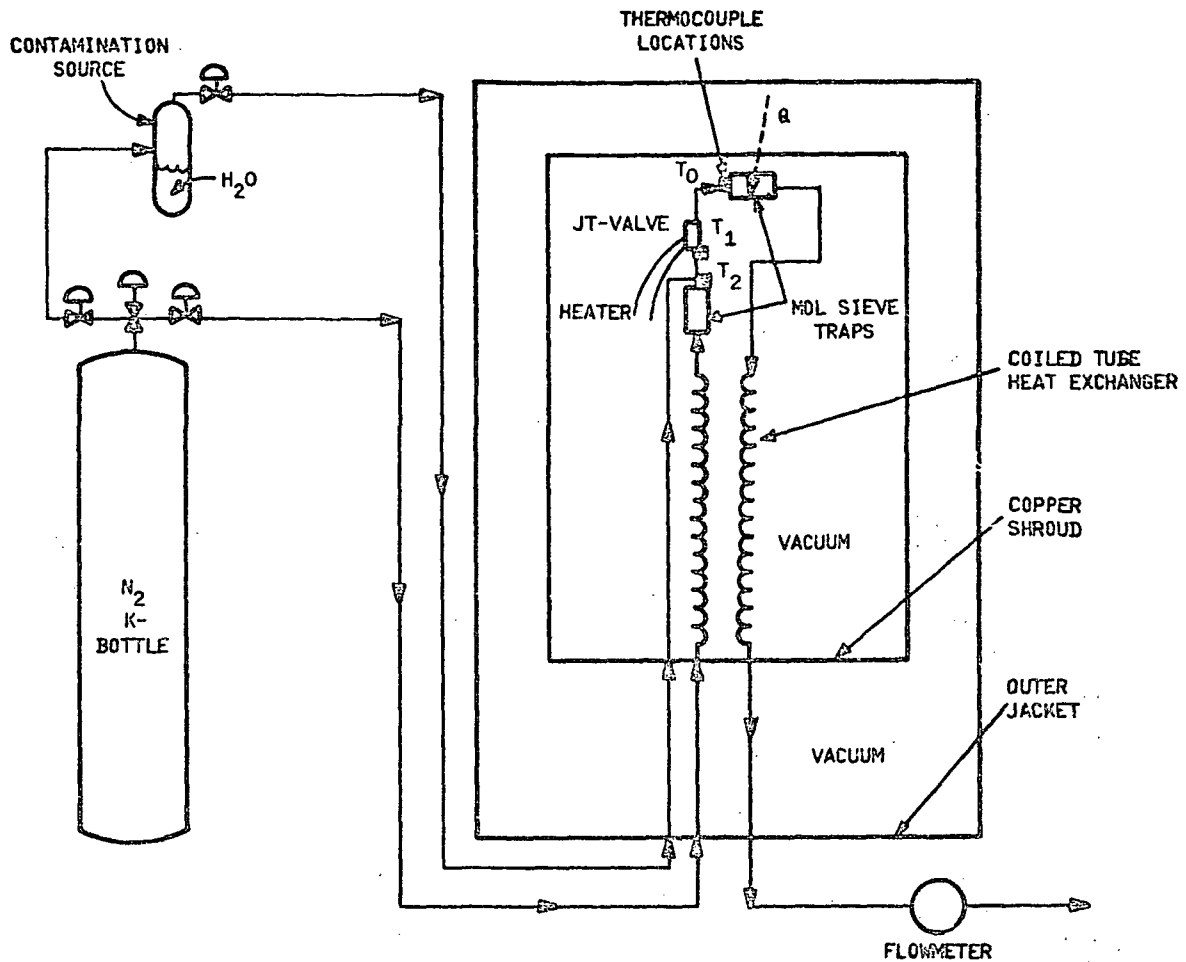 THERMOCOUPLE
LOCATIONS
CONTAMINATION
SOURCE
Q
H2O
T0
JT-VALVE
T1
T2
HEATER
MOL SIEVE
TRAPS
COILED TUBE
HEAT EXCHANGER
COPPER
SHROUD
VACUUM
N2
K-
BOTTLE
OUTER
JACKET
VACUUM
FLOWMETER